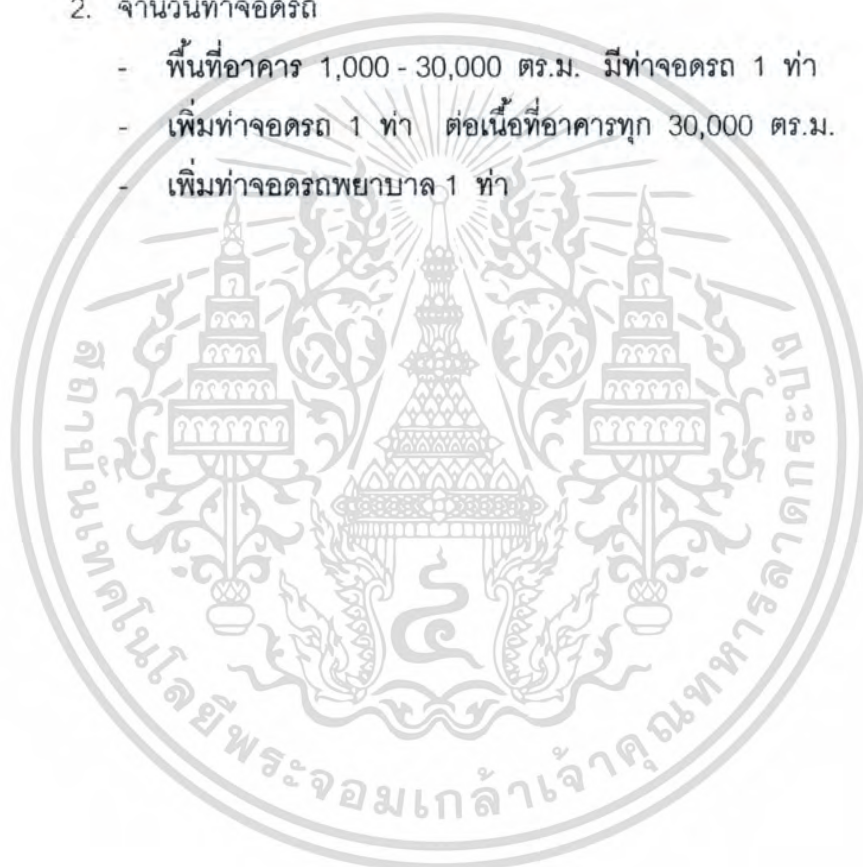 2. จำนวนท่าจอดรถ
- พื้นที่อาคาร 1,000 - 30,000 ตร.ม. มีท่าจอดรถ 1 ท่า
- เพิ่มท่าจอดรถ 1 ท่า ต่อเนื้อที่อาคารทุก 30,000 ตร.ม.
- เพิ่มท่าจอดรถพยาบาล 1 ท่า
สถาบันเทคโนโลยีพระจอมเกล้าเจ้าคุณทหารลาดกระบัง